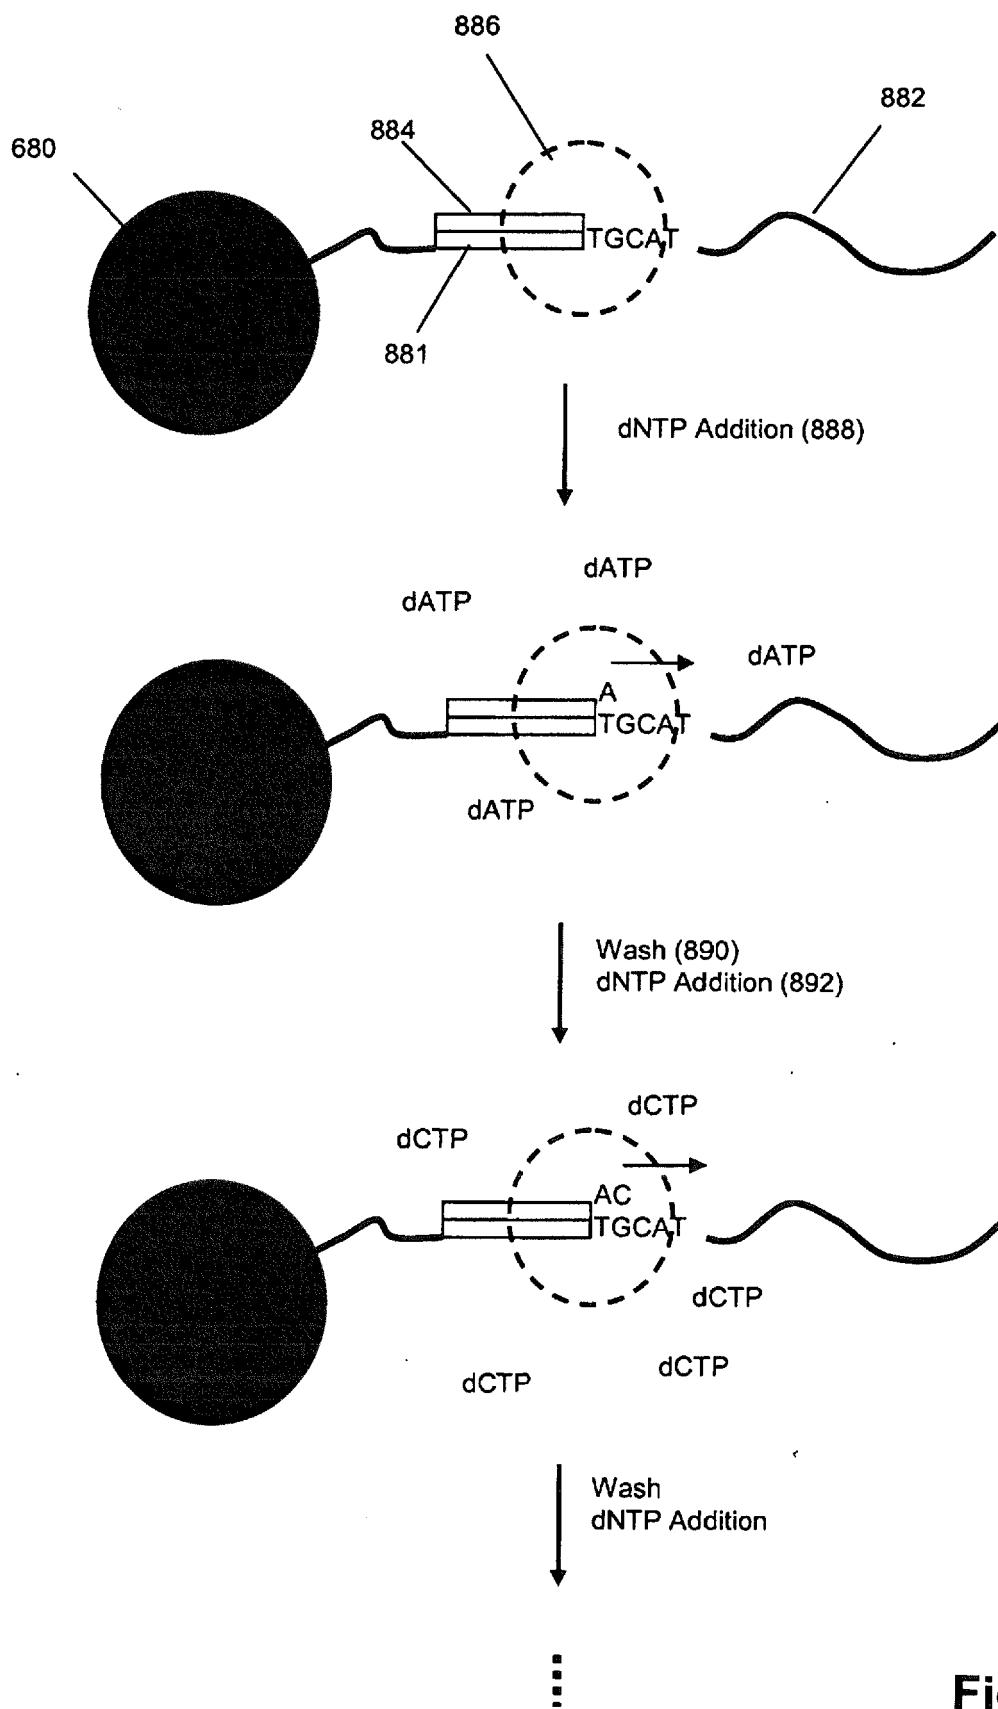 886
882
884
680
TGCAT
881
dNTP Addition (888)
dATP
dATP
dATP
A
TGCAT
dATP
Wash (890)
dNTP Addition (892)
dCTP
dCTP
AC
TGCAT
dCTP
dCTP
dCTP
Wash
dNTP Addition